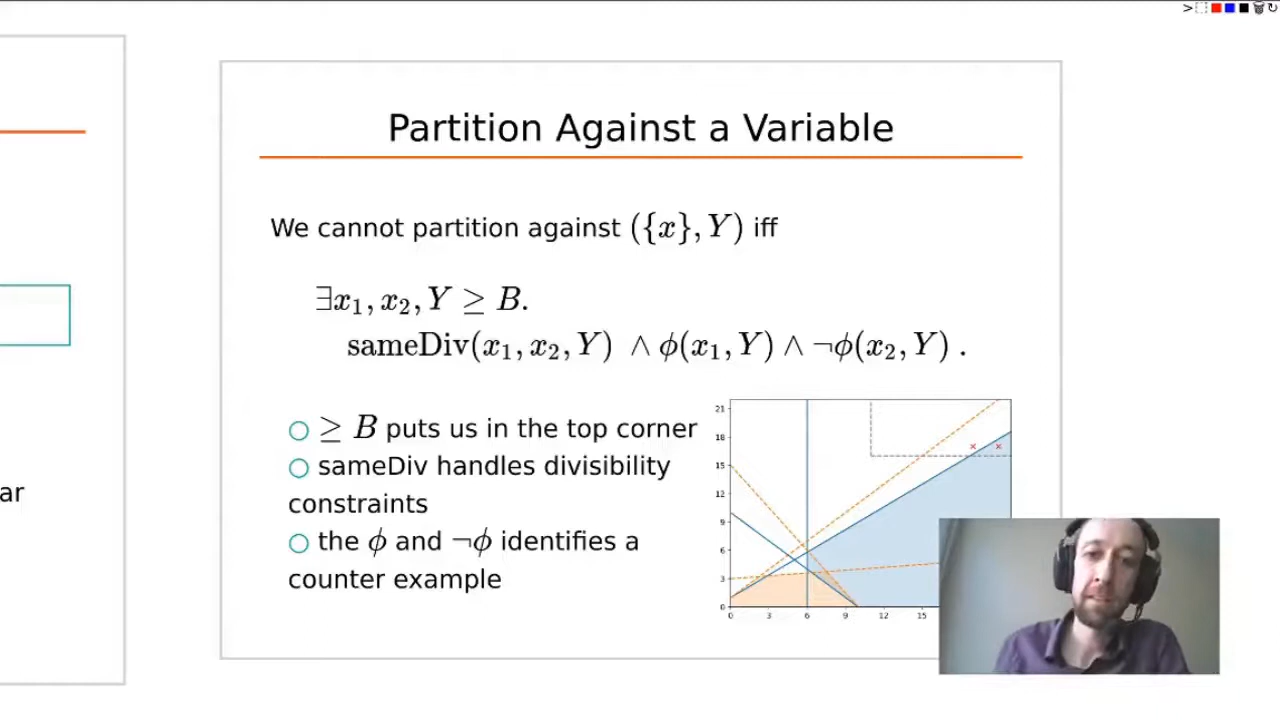 Partition Against a Variable
We cannot partition against ({x}, Y) iff
∃x₁, x₂, Y ≥ B.
sameDiv(x₁, x₂, Y) ∧ ϕ(x₁, Y) ∧ ¬ϕ(x₂, Y) .
≥ B puts us in the top corner
sameDiv handles divisibility
constraints
the ϕ and ¬ϕ identifies a
counter example
ar
21
18
15
12
9
6
3
0
0 3 6 9 12 15